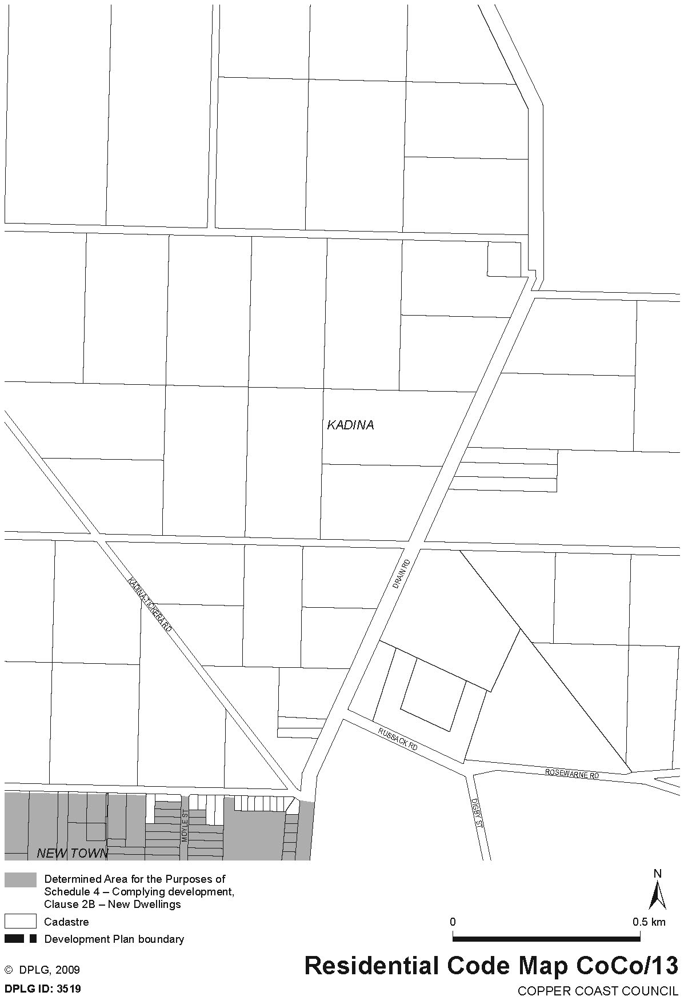 KADINA
DRAIN RD
KADINA-TICKERA RD
RUSSACK RD
ROSEWARNE RD
DIGBY ST
MOYLE ST
NEW TOWN
Determined Area for the Purposes of
Schedule 4 – Complying development,
Clause 2B – New Dwellings
Cadastre
Development Plan boundary
N
0 0.5 km
Residential Code Map CoCo/13
© DPLG, 2009
DPLG ID: 3519
COPPER COAST COUNCIL